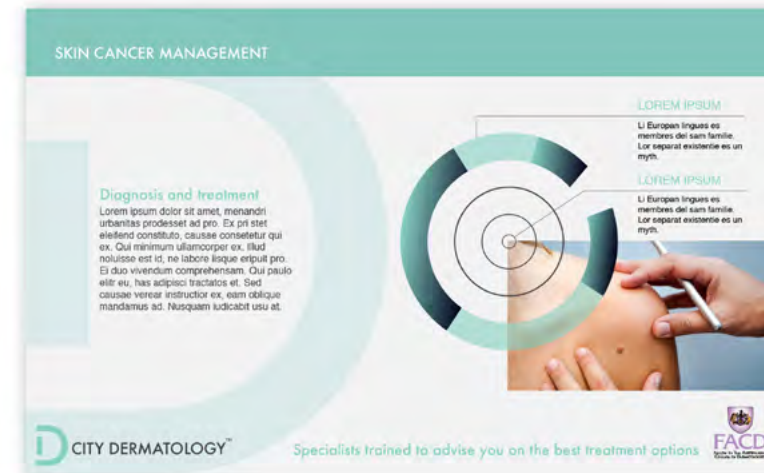 SKIN CANCER MANAGEMENT
LOREM IPSUM
Li Europan lingues es
membres del sam familie.
Lor separat existentie es un
myth.
LOREM IPSUM
Li Europan lingues es
membres del sam familie.
Lor separat existentie es un
myth.
Diagnosis and treatment
Lorem ipsum dolor sit amet, menandri
urbanitas prodesset ad pro. Ex pri stet
eleifend constituto, causae consetetur qui
ex. Qui minimum ullamcorper ex, illud
noluisse est id, ne labore iisque eripuit pro.
Ei duo vivendum comprehensam. Qui paulo
elitr eu, has adipisci tractatos et. Sed
causae verear instructior ex, eam oblique
mandamus ad. Nusquam iudicabit usu at.
D CITY DERMATOLOGY™
Specialists trained to advise you on the best treatment options
FACD